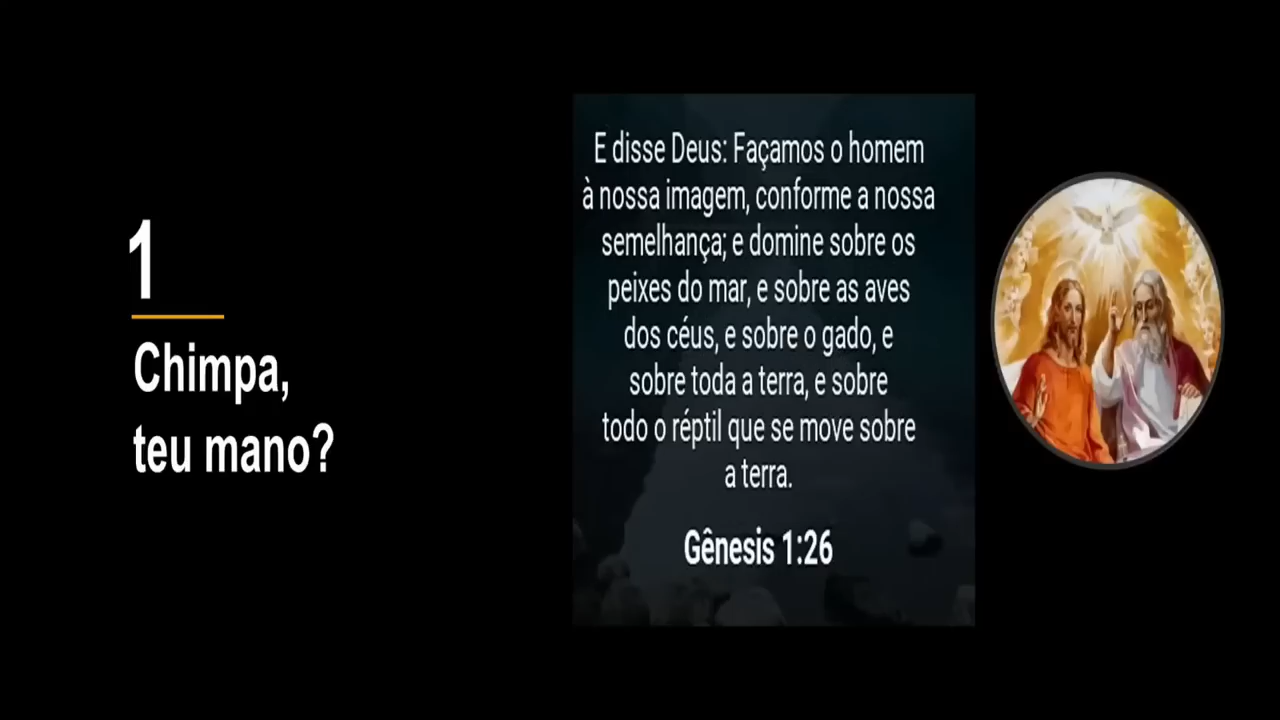 1
Chimpa,
teu mano?
E disse Deus: Façamos o homem
à nossa imagem, conforme a nossa
semelhança; e domine sobre os
peixes do mar, e sobre as aves
dos céus, e sobre o gado, e
sobre toda a terra, e sobre
todo o réptil que se move sobre
a terra.
Gênesis 1:26